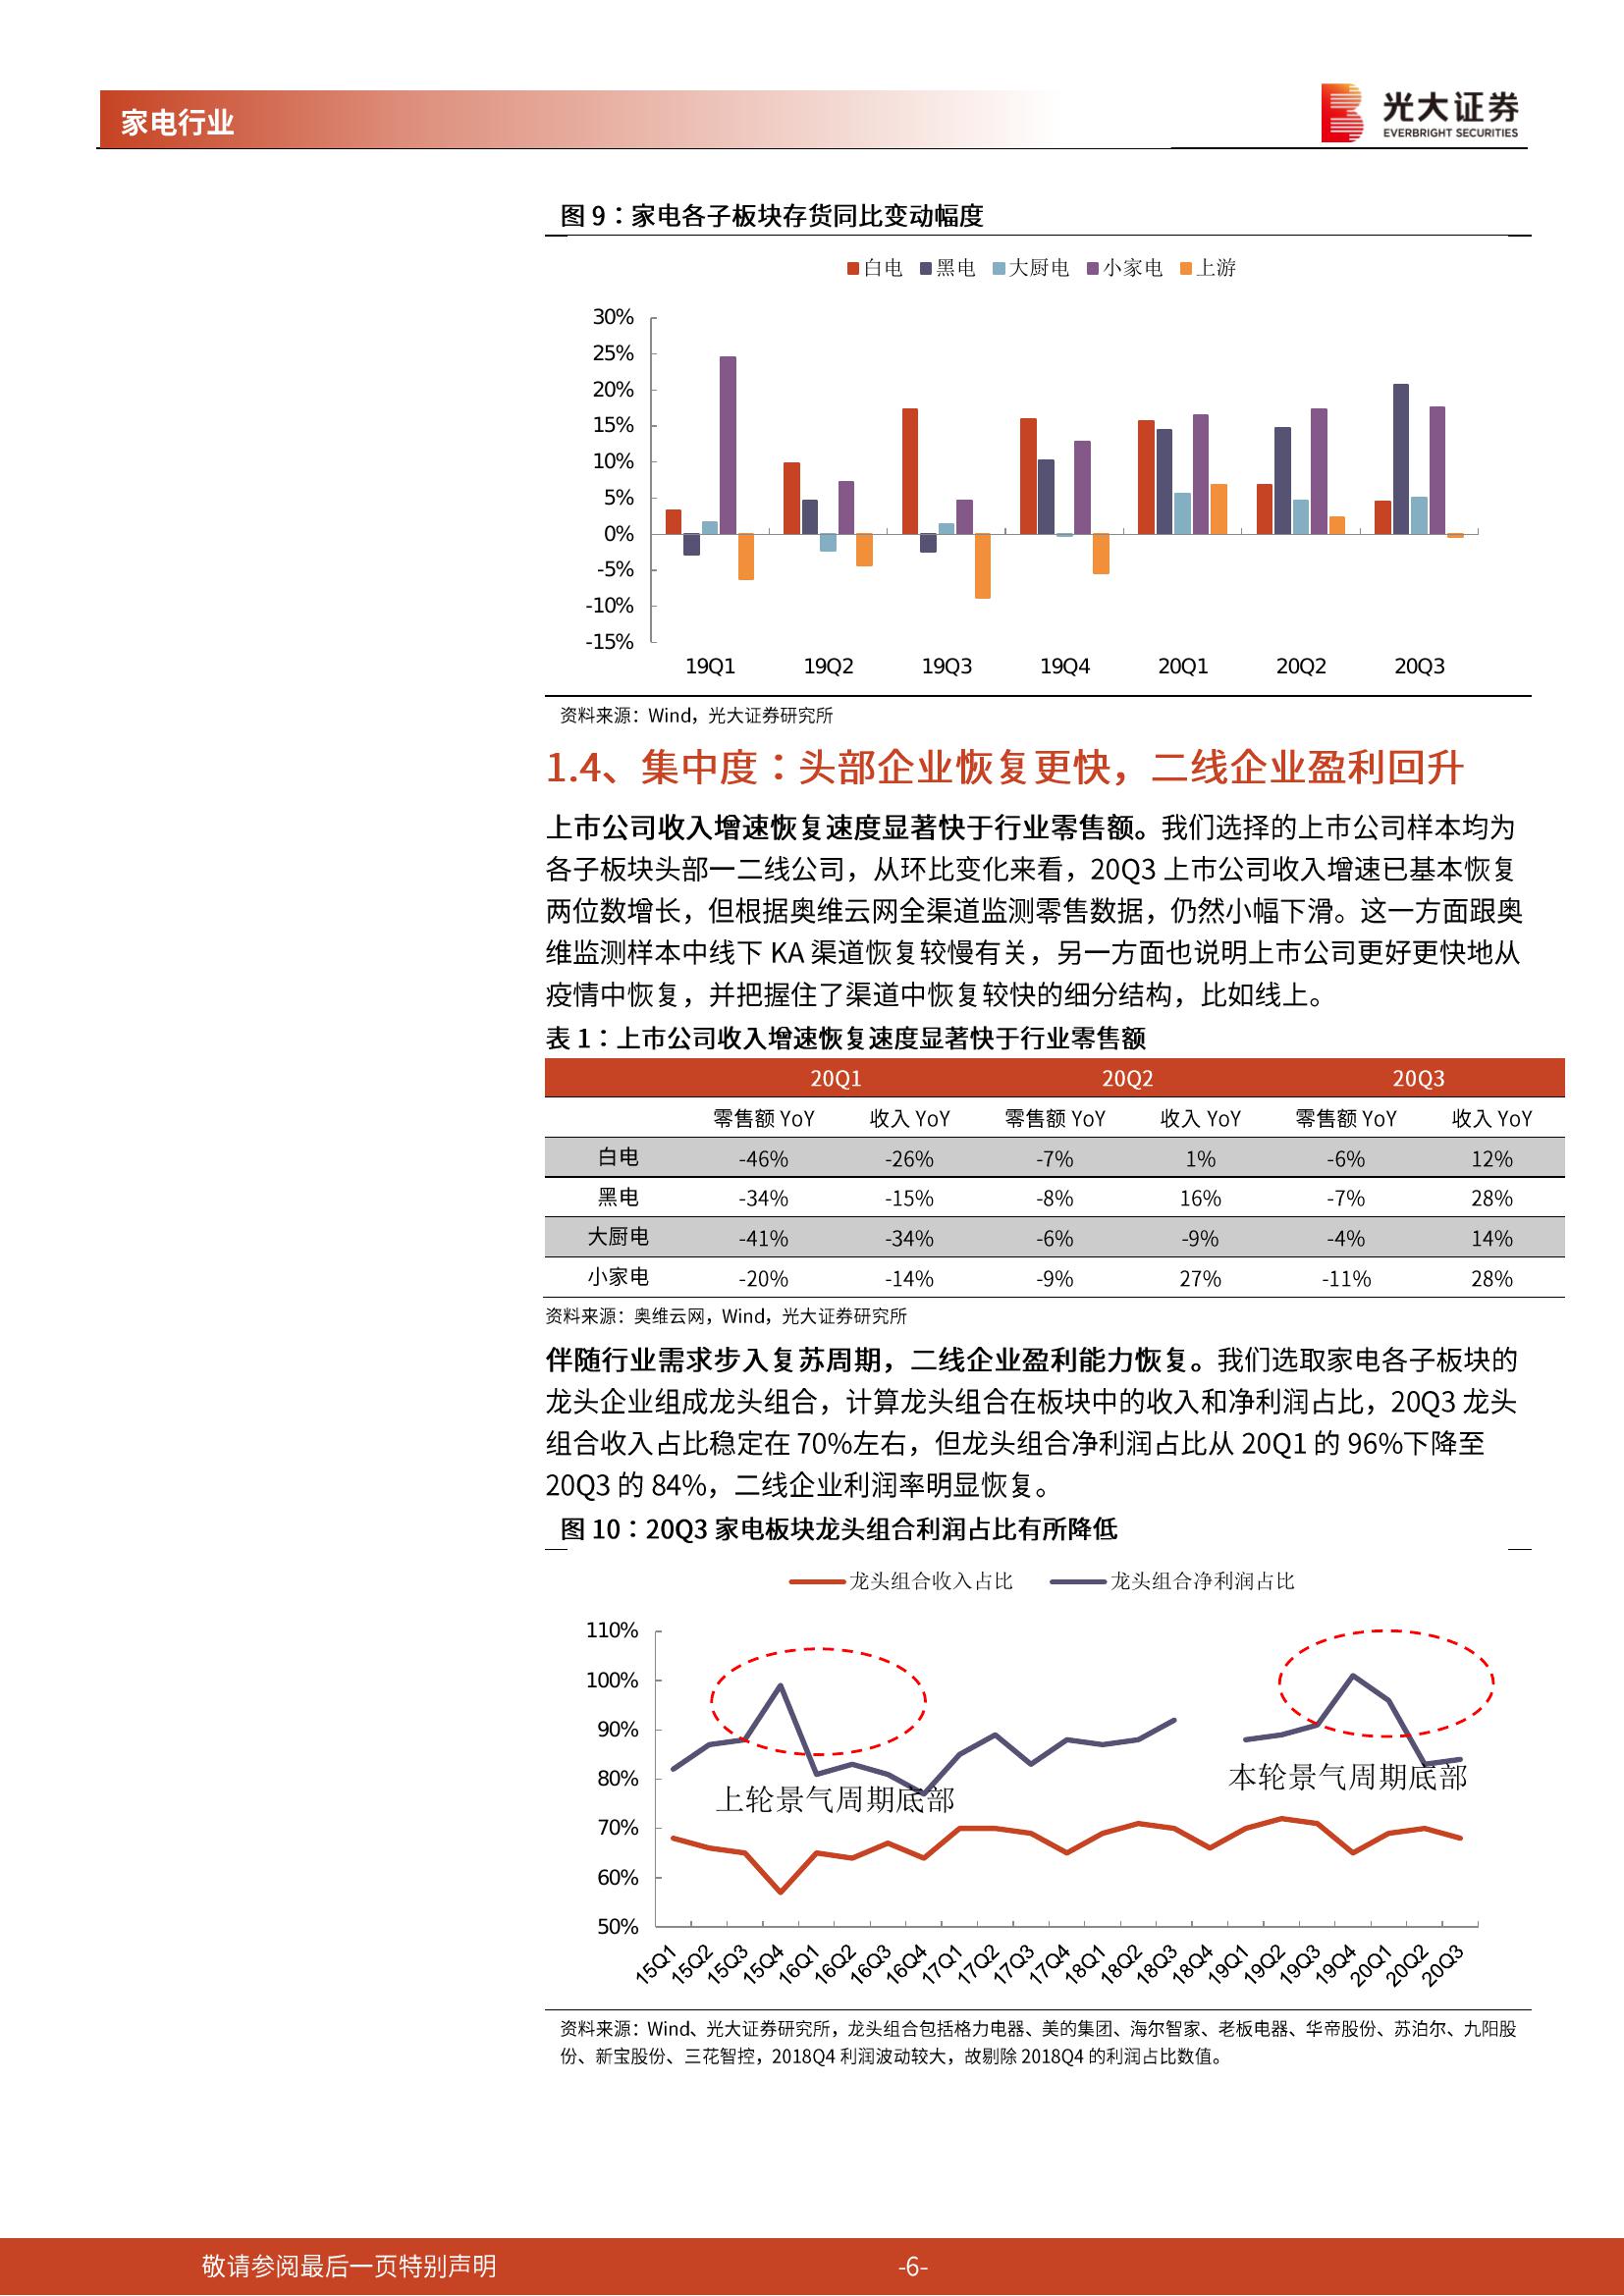 家电行业
光大证券
EVERBRIGHT SECURITIES
图 9：家电各子板块存货同比变动幅度
白电 黑电 大厨电 小家电 上游
30%
25%
20%
15%
10%
5%
0%
-5%
-10%
-15%
19Q1 19Q2 19Q3 19Q4 20Q1 20Q2 20Q3
资料来源：Wind，光大证券研究所
1.4、集中度：头部企业恢复更快，二线企业盈利回升
上市公司收入增速恢复速度显著快于行业零售额。我们选择的上市公司样本均为
各子板块头部一二线公司，从环比变化来看，20Q3 上市公司收入增速已基本恢复
两位数增长，但根据奥维云网全渠道监测零售数据，仍然小幅下滑。这一方面跟奥
维监测样本中线下 KA 渠道恢复较慢有关，另一方面也说明上市公司更好更快地从
疫情中恢复，并把握住了渠道中恢复较快的细分结构，比如线上。
表 1：上市公司收入增速恢复速度显著快于行业零售额
20Q1 20Q2 20Q3
零售额 YoY 收入 YoY 零售额 YoY 收入 YoY 零售额 YoY 收入 YoY
白电 -46% -26% -7% 1% -6% 12%
黑电 -34% -15% -8% 16% -7% 28%
大厨电 -41% -34% -6% -9% -4% 14%
小家电 -20% -14% -9% 27% -11% 28%
资料来源：奥维云网，Wind，光大证券研究所
伴随行业需求步入复苏周期，二线企业盈利能力恢复。我们选取家电各子板块的
龙头企业组成龙头组合，计算龙头组合在板块中的收入和净利润占比，20Q3 龙头
组合收入占比稳定在 70%左右，但龙头组合净利润占比从 20Q1 的 96%下降至
20Q3 的 84%，二线企业利润率明显恢复。
图 10：20Q3 家电板块龙头组合利润占比有所降低
龙头组合收入占比 龙头组合净利润占比
110%
100%
90%
80%
70%
60%
50%
上轮景气周期底部
本轮景气周期底部
15Q1 15Q2 15Q3 15Q4 16Q1 16Q2 16Q3 16Q4 17Q1 17Q2 17Q3 17Q4 18Q1 18Q2 18Q3 18Q4 19Q1 19Q2 19Q3 19Q4 20Q1 20Q2 20Q3
资料来源：Wind、光大证券研究所，龙头组合包括格力电器、美的集团、海尔智家、老板电器、华帝股份、苏泊尔、九阳股
份、新宝股份、三花智控，2018Q4 利润波动较大，故剔除 2018Q4 的利润占比数值。
敬请参阅最后一页特别声明
-6-